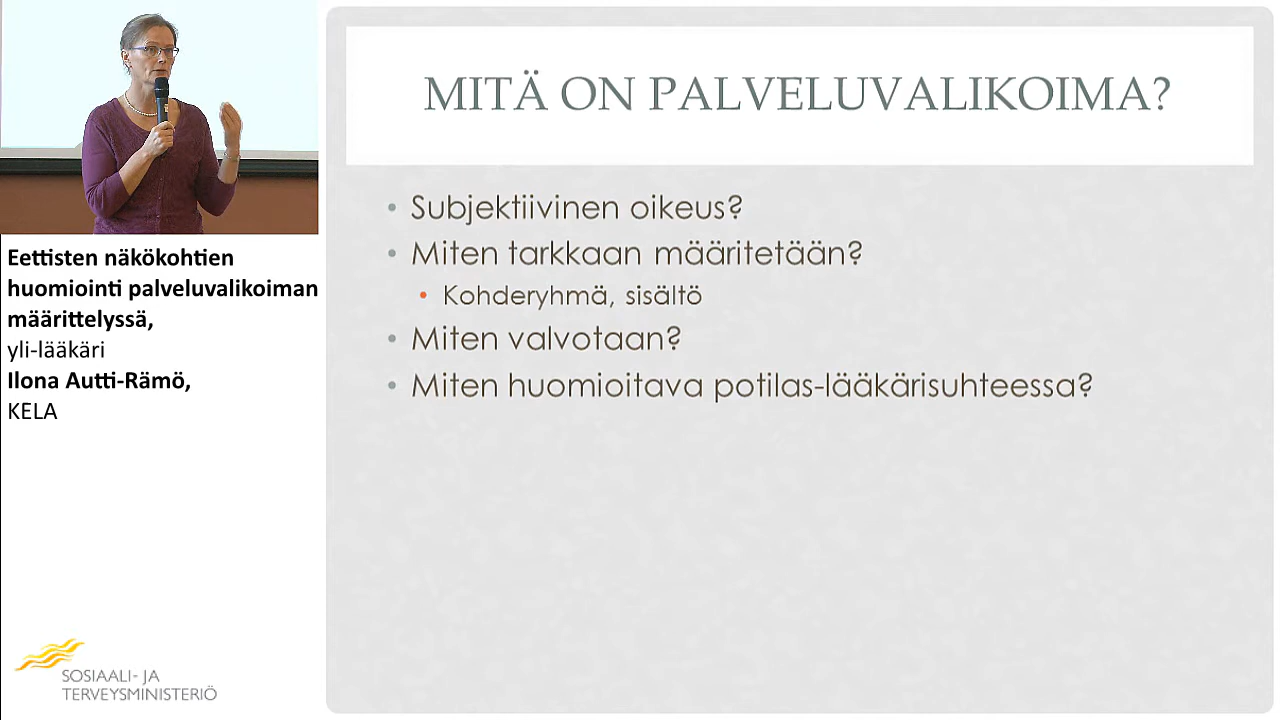 Eettisten näkökohtien
huomiointi palveluvalikoiman
määrittelyssä,
yli-lääkäri
Ilona Autti-Rämö,
KELA
SOSIAALI- JA
TERVEYSMINISTERIÖ
MITÄ ON PALVELUVALIKOIMA?
• Subjektiivinen oikeus?
• Miten tarkkaan määritetään?
• Kohderyhmä, sisältö
• Miten valvotaan?
• Miten huomioitava potilas-lääkärisuhteessa?